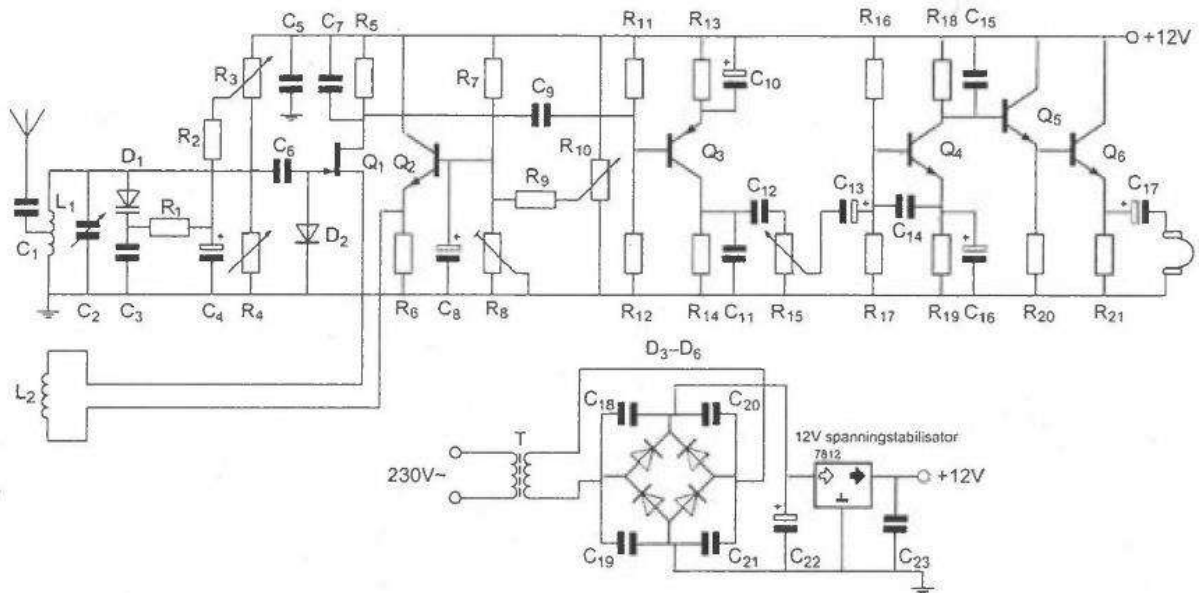 C5 C7 R5 R11 R13 R16 R18 C15
+12V
R3 R7 C9 C10
R2 R10 Q5
D1 C6 Q1 Q2 Q3 Q4 Q6
L1 R1 R9 C12 C13 C17
C1 D2 C14
C2 C3 C4 R4 R6 C8 R8 R12 R14 C11 R15 R17 R19 C16 R20 R21
L2
D3–D6
C18 C20
T
12V spanningstabilisator
7812
230V~
+12V
C19 C21 C22 C23